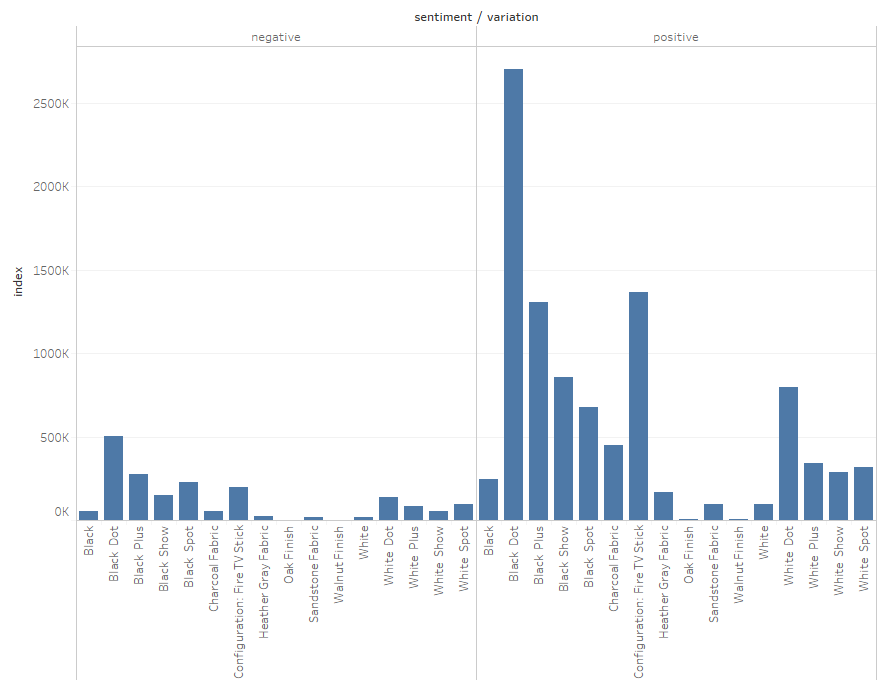 sentiment / variation
negative
positive
2500K
2000K
1500K
1000K
500K
0K
index
Black
Black Dot
Black Plus
Black Show
Black Spot
Charcoal Fabric
Configuration: Fire TV Stick
Heather Gray Fabric
Oak Finish
Sandstone Fabric
Walnut Finish
White
White Dot
White Plus
White Show
White Spot
Black
Black Dot
Black Plus
Black Show
Black Spot
Charcoal Fabric
Configuration: Fire TV Stick
Heather Gray Fabric
Oak Finish
Sandstone Fabric
Walnut Finish
White
White Dot
White Plus
White Show
White Spot